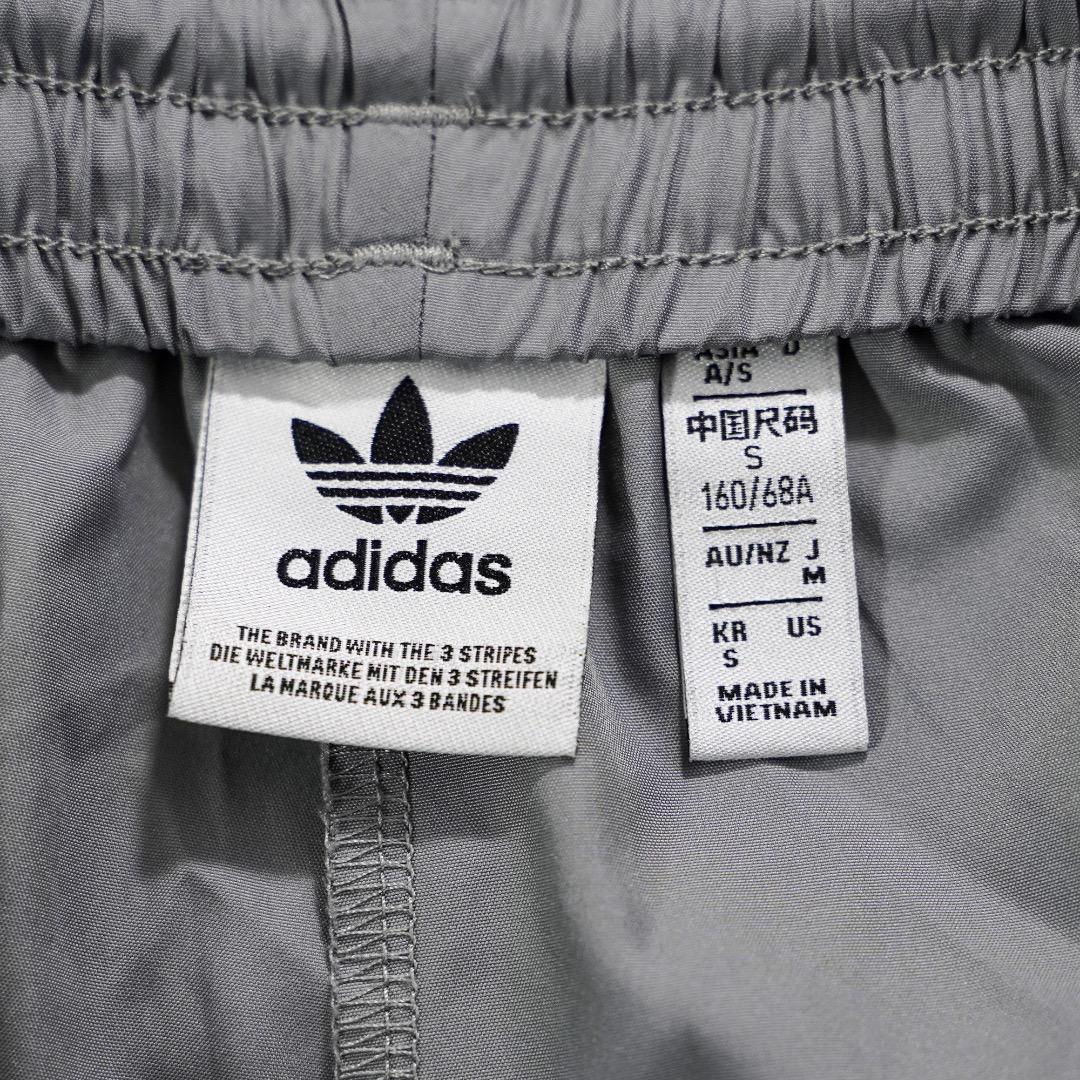 adidas
THE BRAND WITH THE 3 STRIPES
DIE WELTMARKE MIT DEN 3 STREIFEN
LA MARQUE AUX 3 BANDES
ASIA D
A/S
中国尺码
S
160/68A
AU/NZ J
M
KR US
S
MADE IN
VIETNAM